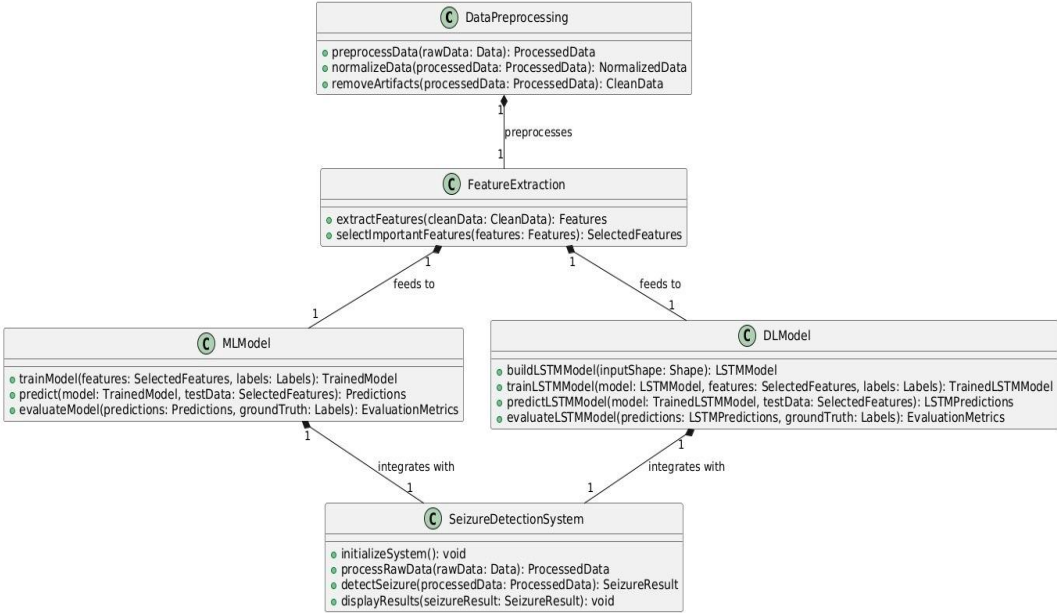 C DataPreprocessing
preprocessData(rawData: Data): ProcessedData
normalizeData(processedData: ProcessedData): NormalizedData
removeArtifacts(processedData: ProcessedData): CleanData
1
preprocesses
1
C FeatureExtraction
extractFeatures(cleanData: CleanData): Features
selectImportantFeatures(features: Features): SelectedFeatures
1 1
feeds to feeds to
1 1
C MLModel
trainModel(features: SelectedFeatures, labels: Labels): TrainedModel
predict(model: TrainedModel, testData: SelectedFeatures): Predictions
evaluateModel(predictions: Predictions, groundTruth: Labels): EvaluationMetrics
C DLModel
buildLSTMModel(inputShape: Shape): LSTMModel
trainLSTMModel(model: LSTMModel, features: SelectedFeatures, labels: Labels): TrainedLSTMModel
predictLSTMModel(model: TrainedLSTMModel, testData: SelectedFeatures): LSTMPredictions
evaluateLSTMModel(predictions: LSTMPredictions, groundTruth: Labels): EvaluationMetrics
1 1
integrates with integrates with
1 1
C SeizureDetectionSystem
initializeSystem(): void
processRawData(rawData: Data): ProcessedData
detectSeizure(processedData: ProcessedData): SeizureResult
displayResults(seizureResult: SeizureResult): void